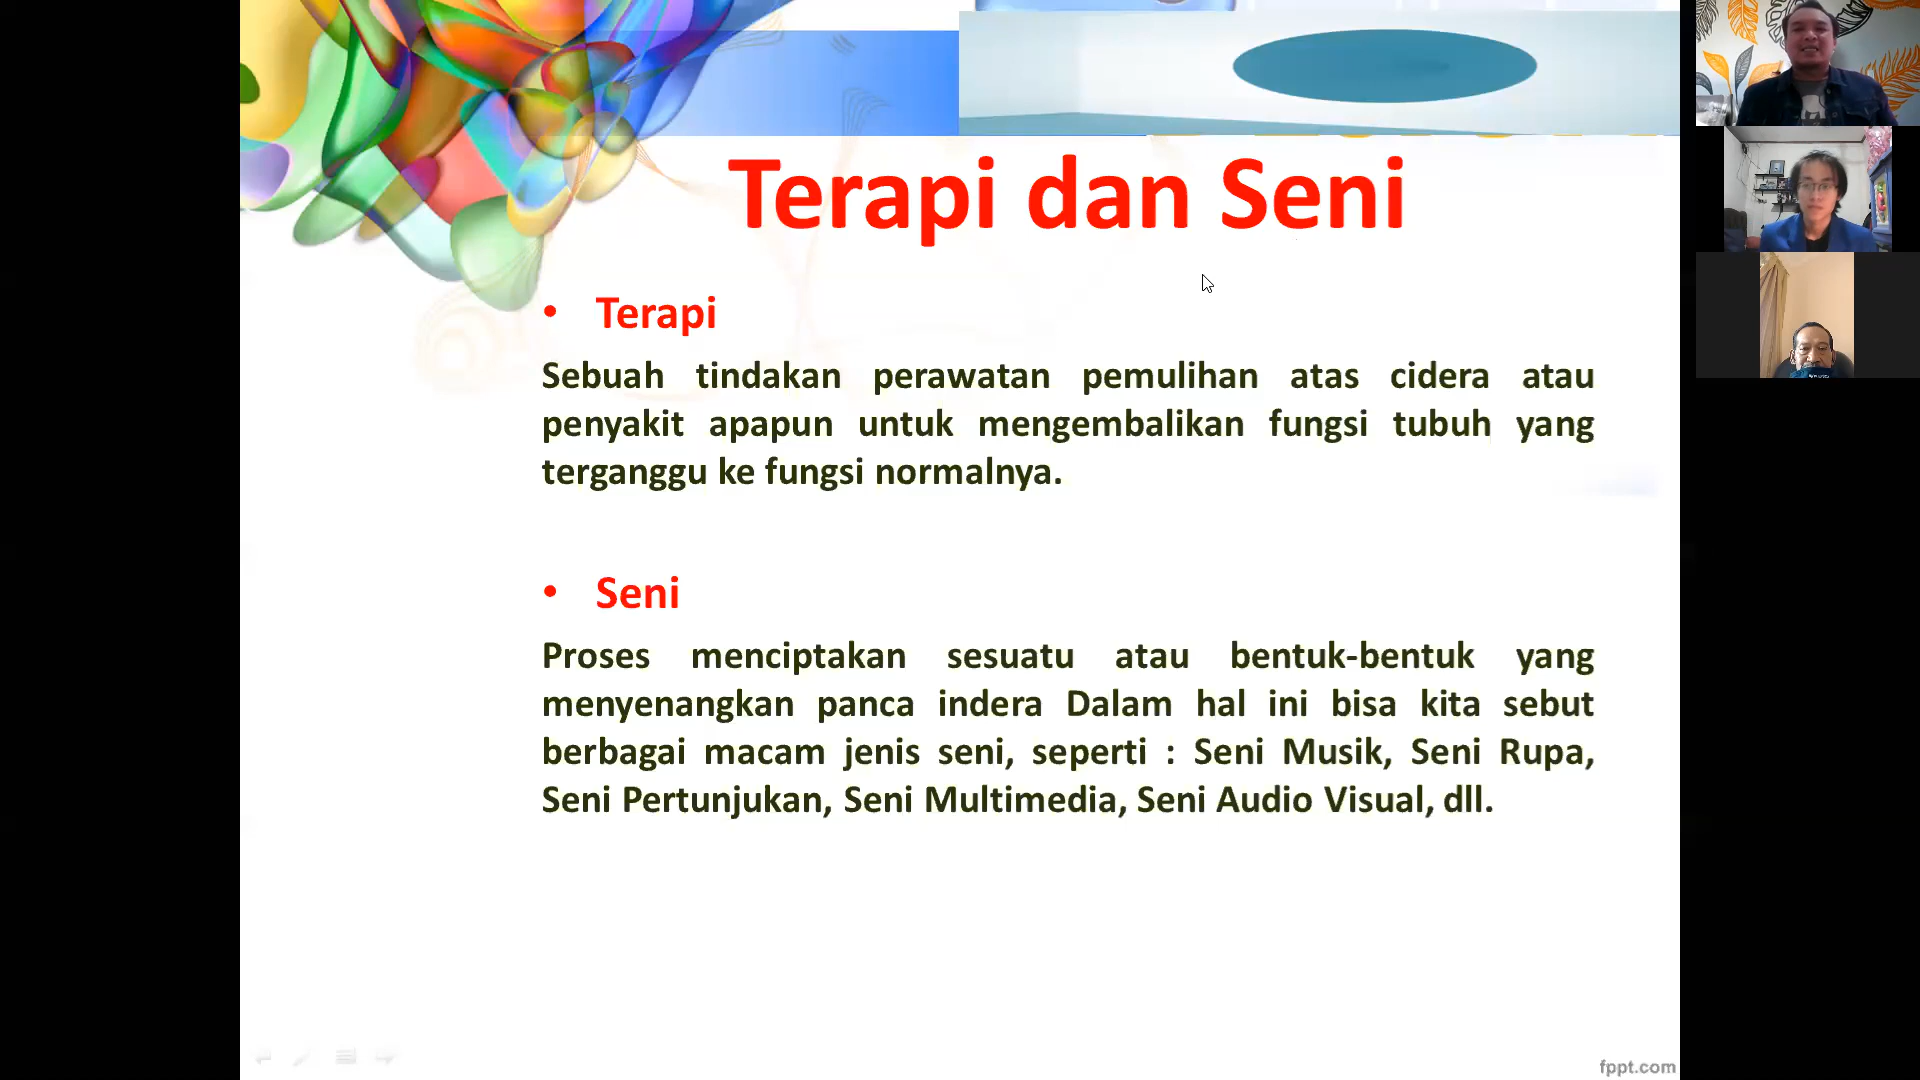 Terapi dan Seni
• Terapi
Sebuah tindakan perawatan pemulihan atas cidera atau
penyakit apapun untuk mengembalikan fungsi tubuh yang
terganggu ke fungsi normalnya.
• Seni
Proses menciptakan sesuatu atau bentuk-bentuk yang
menyenangkan panca indera Dalam hal ini bisa kita sebut
berbagai macam jenis seni, seperti : Seni Musik, Seni Rupa,
Seni Pertunjukan, Seni Multimedia, Seni Audio Visual, dll.
fppt.com